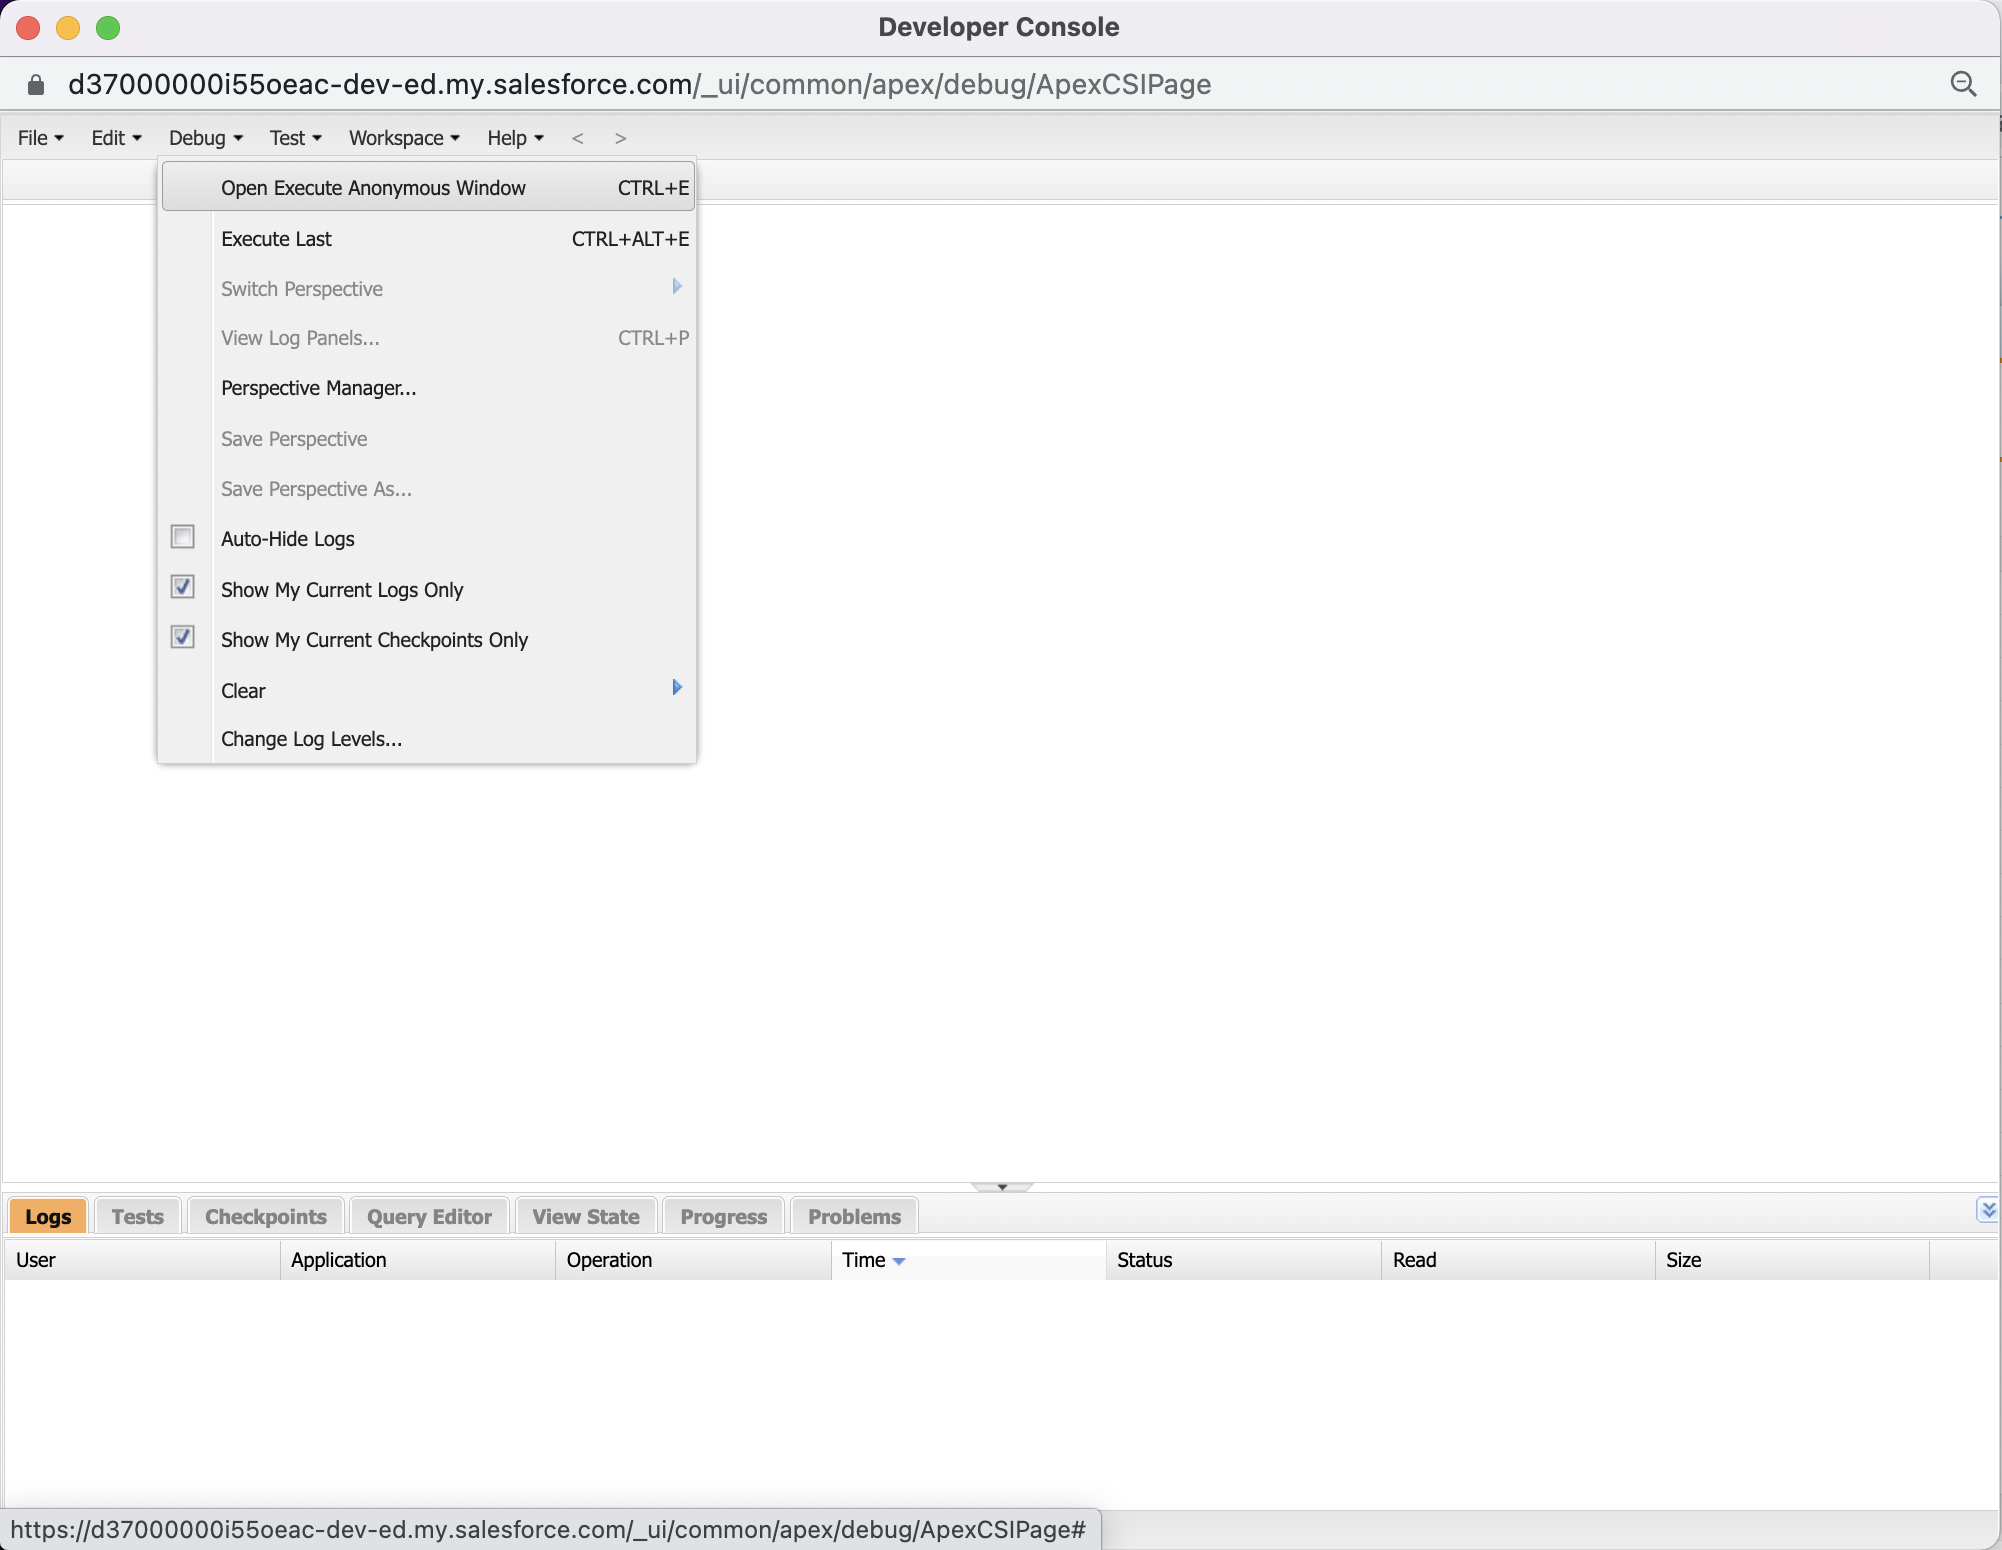 Developer Console
d37000000i55oeac-dev-ed.my.salesforce.com/_ui/common/apex/debug/ApexCSIPage
File Edit Debug Test Workspace Help < >
Open Execute Anonymous Window CTRL+E
Execute Last CTRL+ALT+E
Switch Perspective
View Log Panels... CTRL+P
Perspective Manager...
Save Perspective
Save Perspective As...
Auto-Hide Logs
Show My Current Logs Only
Show My Current Checkpoints Only
Clear
Change Log Levels...
Logs Tests Checkpoints Query Editor View State Progress Problems
User Application Operation Time Status Read Size
https://d37000000i55oeac-dev-ed.my.salesforce.com/_ui/common/apex/debug/ApexCSIPage#